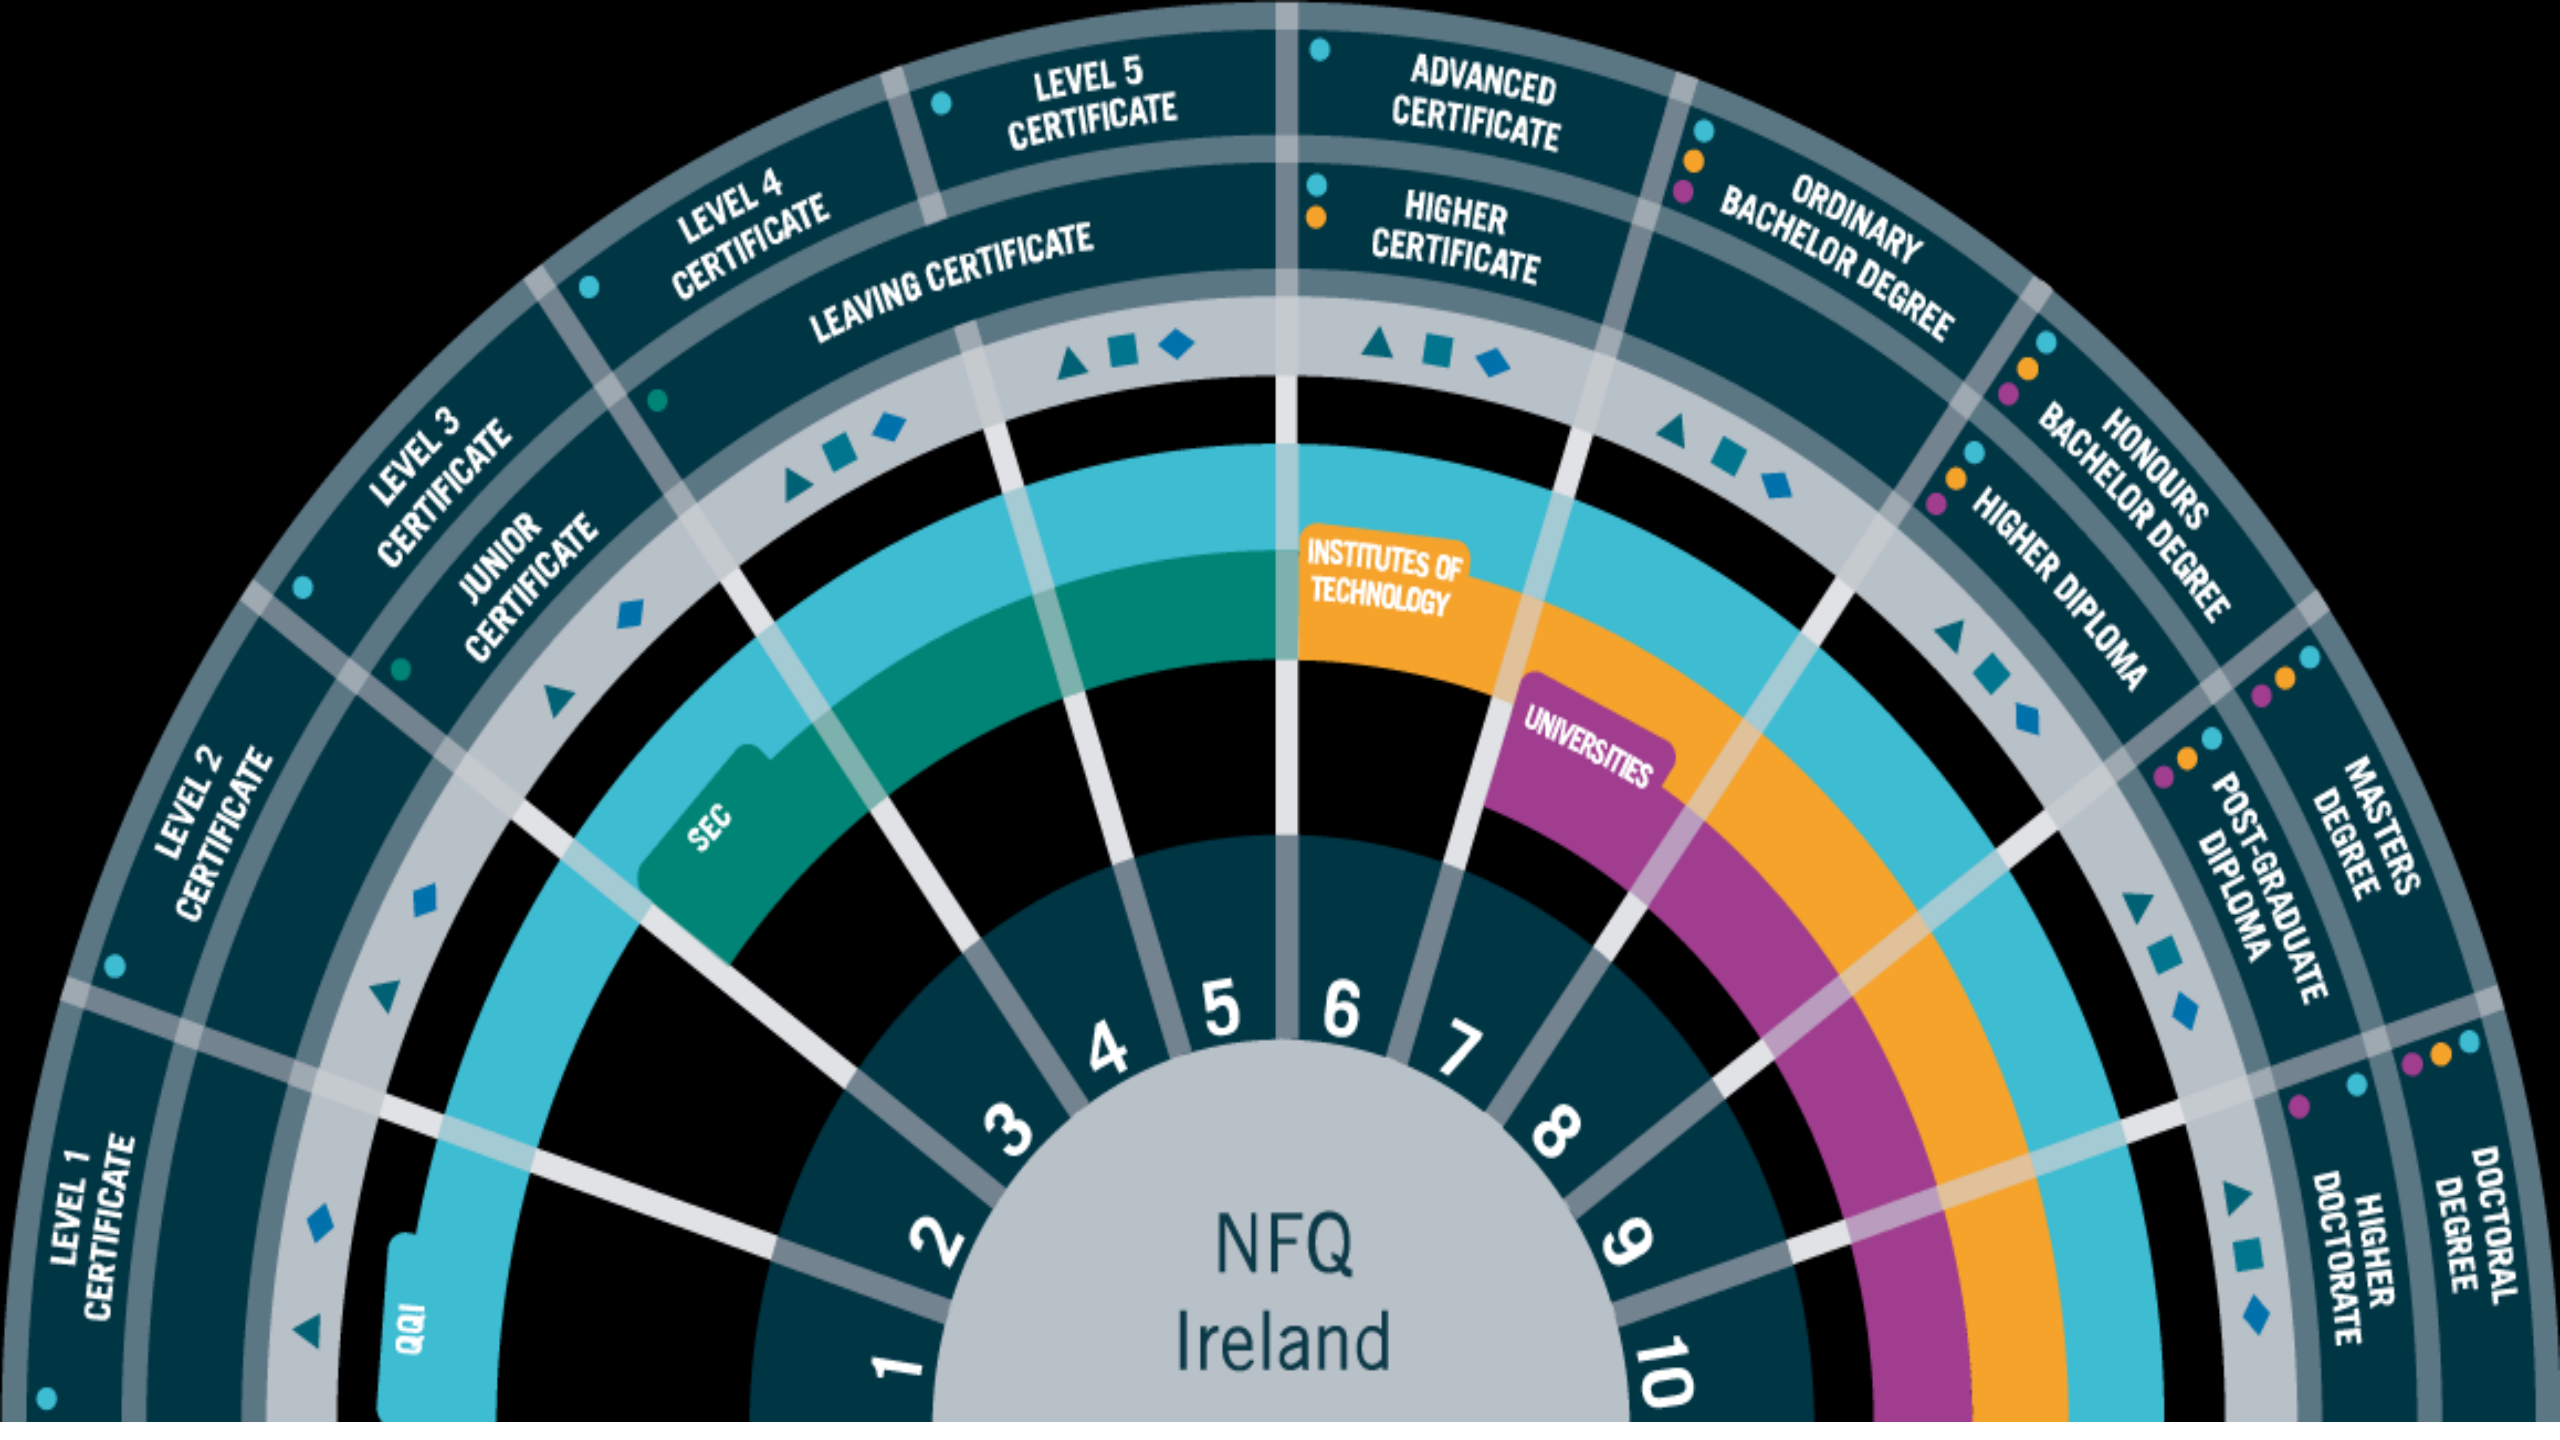 LEVEL 1
CERTIFICATE
LEVEL 2
CERTIFICATE
LEVEL 3
CERTIFICATE
JUNIOR
CERTIFICATE
LEVEL 4
CERTIFICATE
LEVEL 5
CERTIFICATE
LEAVING CERTIFICATE
ADVANCED
CERTIFICATE
HIGHER
CERTIFICATE
ORDINARY
BACHELOR DEGREE
HONOURS
BACHELOR DEGREE
HIGHER DIPLOMA
MASTERS
DEGREE
POST-GRADUATE
DIPLOMA
DOCTORAL
DEGREE
HIGHER
DOCTORATE
QQI
SEC
INSTITUTES OF
TECHNOLOGY
UNIVERSITIES
1
2
3
4
5
6
7
8
9
10
NFQ
Ireland